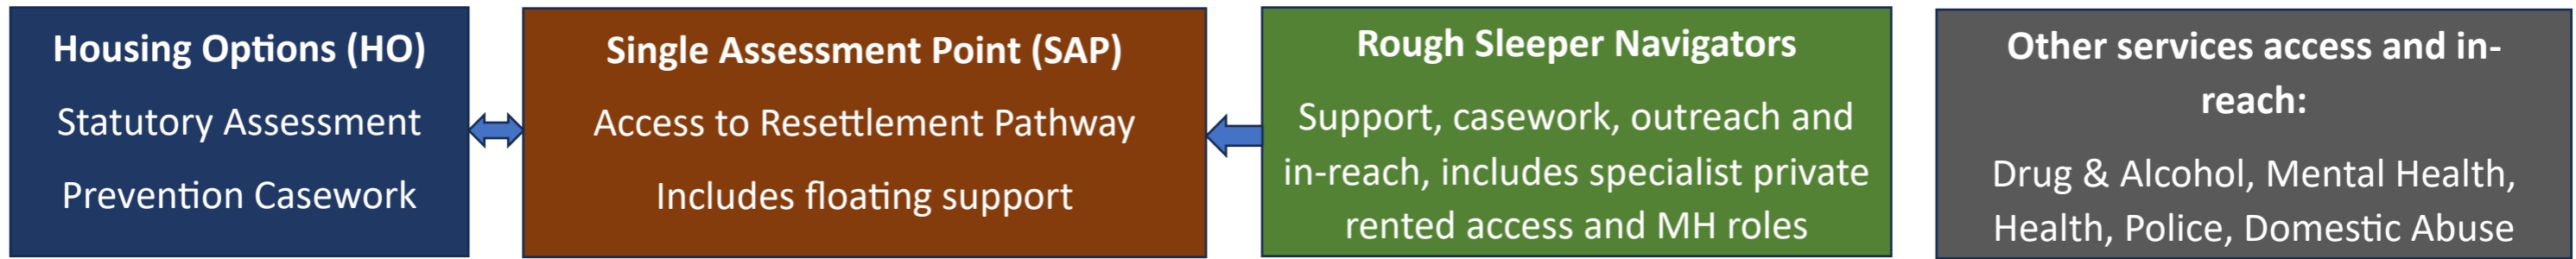 Housing Options (HO)
Statutory Assessment
Prevention Casework
Single Assessment Point (SAP)
Access to Resettlement Pathway
Includes floating support
Rough Sleeper Navigators
Support, casework, outreach and
in-reach, includes specialist private
rented access and MH roles
Other services access and in-
reach:
Drug & Alcohol, Mental Health,
Health, Police, Domestic Abuse